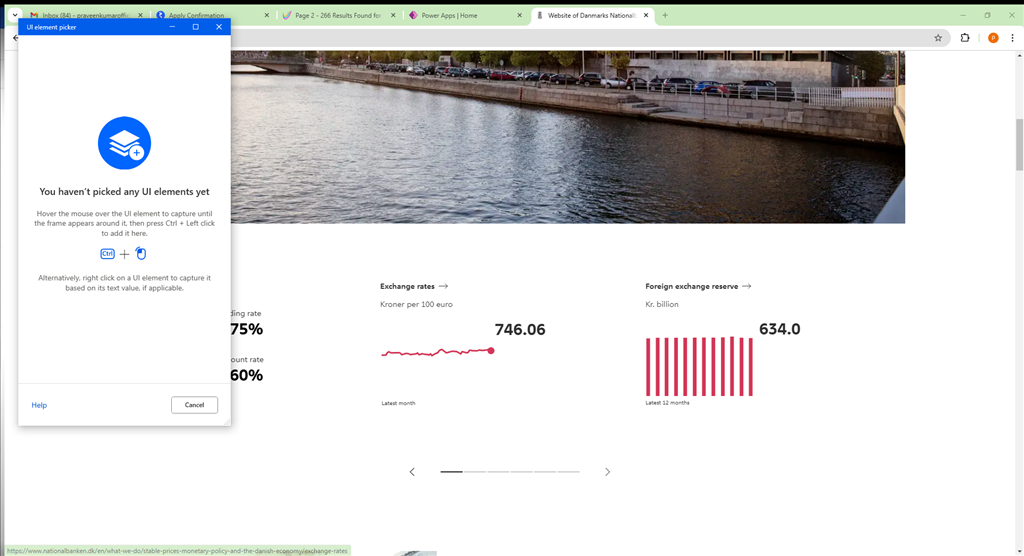 Inbox (84) - praveenkumaroffic
Apply Confirmation
Page 2 - 266 Results Found for
Power Apps | Home
Website of Danmarks National
UI element picker
P
You haven't picked any UI elements yet
Hover the mouse over the UI element to capture until
the frame appears around it, then press Ctrl + Left click
to add it here.
Ctrl
Alternatively, right click on a UI element to capture it
based on its text value, if applicable.
Help
Cancel
ding rate
75%
ount rate
60%
Exchange rates →
Kroner per 100 euro
746.06
Latest month
Foreign exchange reserve →
Kr. billion
634.0
Latest 12 months
https://www.nationalbanken.dk/en/what-we-do/stable-prices-monetary-policy-and-the-danish-economy/exchange-rates